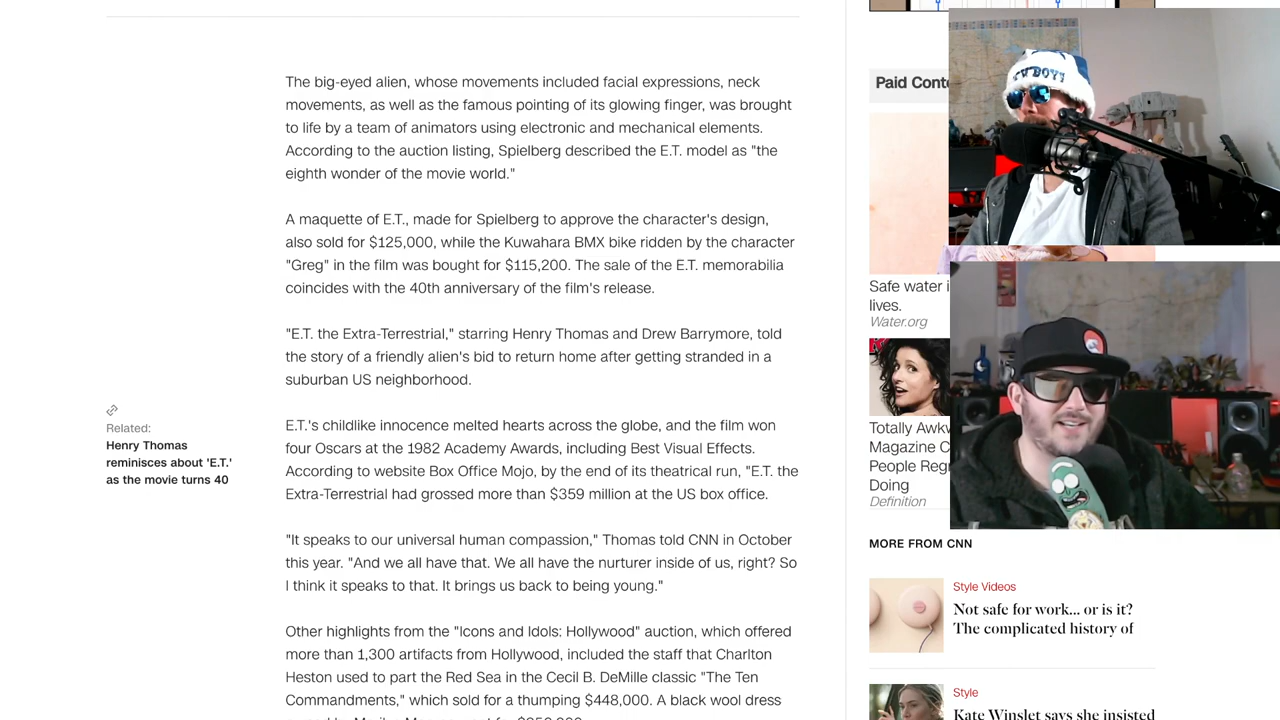 The big-eyed alien, whose movements included facial expressions, neck
movements, as well as the famous pointing of its glowing finger, was brought
to life by a team of animators using electronic and mechanical elements.
According to the auction listing, Spielberg described the E.T. model as "the
eighth wonder of the movie world."
A maquette of E.T., made for Spielberg to approve the character's design,
also sold for $125,000, while the Kuwahara BMX bike ridden by the character
"Greg" in the film was bought for $115,200. The sale of the E.T. memorabilia
coincides with the 40th anniversary of the film's release.
"E.T. the Extra-Terrestrial," starring Henry Thomas and Drew Barrymore, told
the story of a friendly alien's bid to return home after getting stranded in a
suburban US neighborhood.
Related:
Henry Thomas
reminisces about 'E.T.'
as the movie turns 40
E.T.'s childlike innocence melted hearts across the globe, and the film won
four Oscars at the 1982 Academy Awards, including Best Visual Effects.
According to website Box Office Mojo, by the end of its theatrical run, "E.T. the
Extra-Terrestrial had grossed more than $359 million at the US box office.
"It speaks to our universal human compassion," Thomas told CNN in October
this year. "And we all have that. We all have the nurturer inside of us, right? So
I think it speaks to that. It brings us back to being young."
Other highlights from the "Icons and Idols: Hollywood" auction, which offered
more than 1,300 artifacts from Hollywood, included the staff that Charlton
Heston used to part the Red Sea in the Cecil B. DeMille classic "The Ten
Commandments," which sold for a thumping $448,000. A black wool dress
Paid Conte
Safe water i
lives.
Water.org
Totally Awkw
Magazine C
People Regr
Doing
Definition
MORE FROM CNN
Style Videos
Not safe for work... or is it?
The complicated history of
Style
Kate Winslet says she insisted